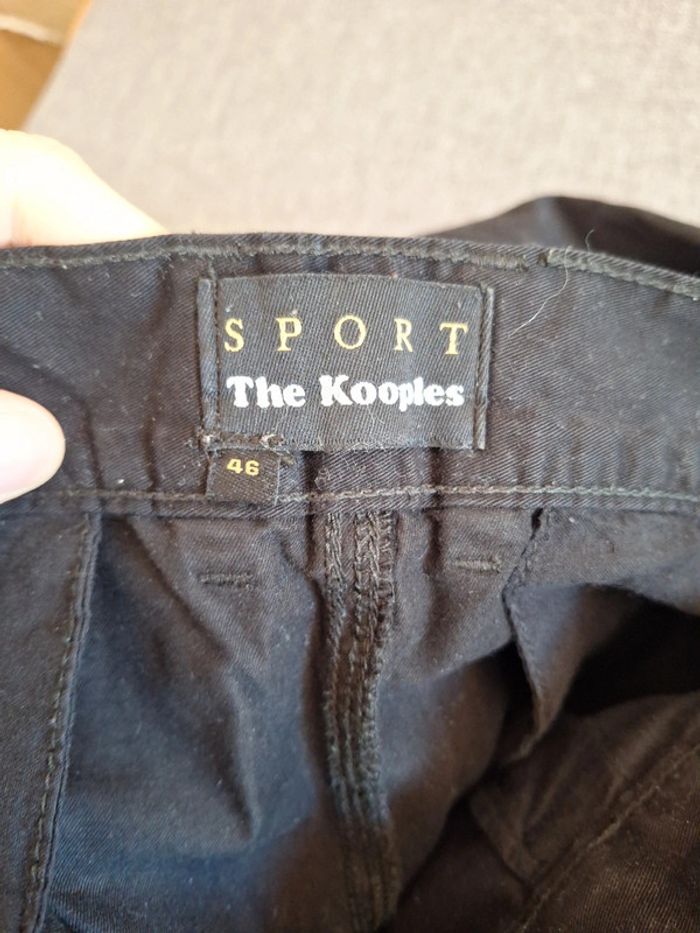 SPORT
The Kooples
46